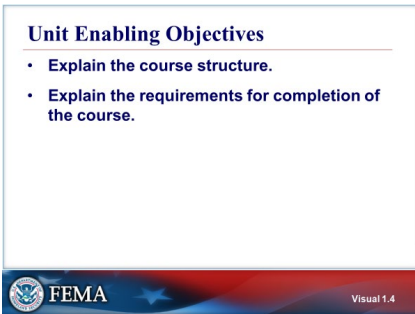 Unit Enabling Objectives
• Explain the course structure.
• Explain the requirements for completion of
the course.
FEMA
Visual 1.4